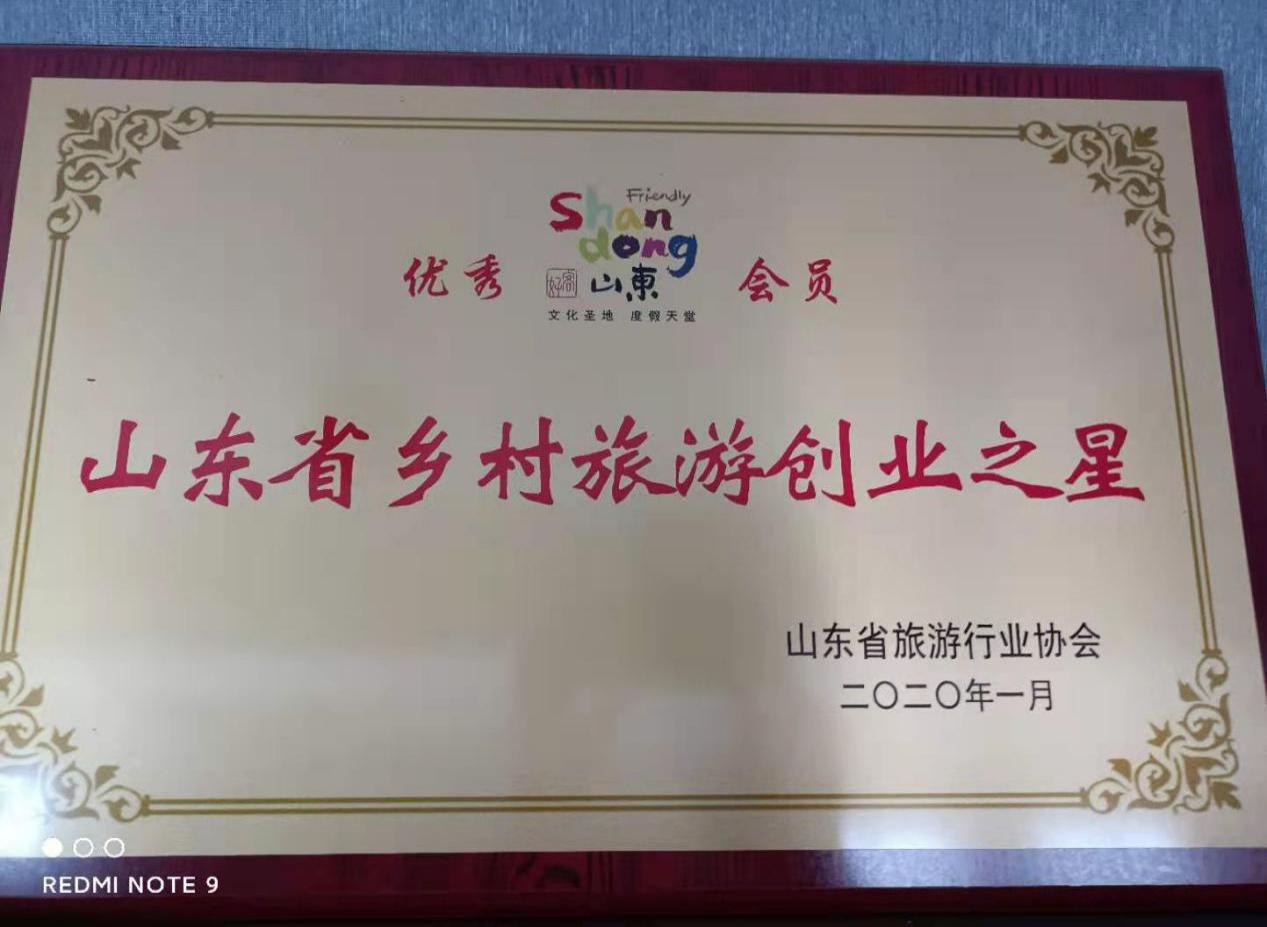 Friendly
Shan
dong
优秀 好客 山東 会员
文化圣地 度假天堂
山东省乡村旅游创业之星
山东省旅游行业协会
二〇二〇年一月
REDMI NOTE 9